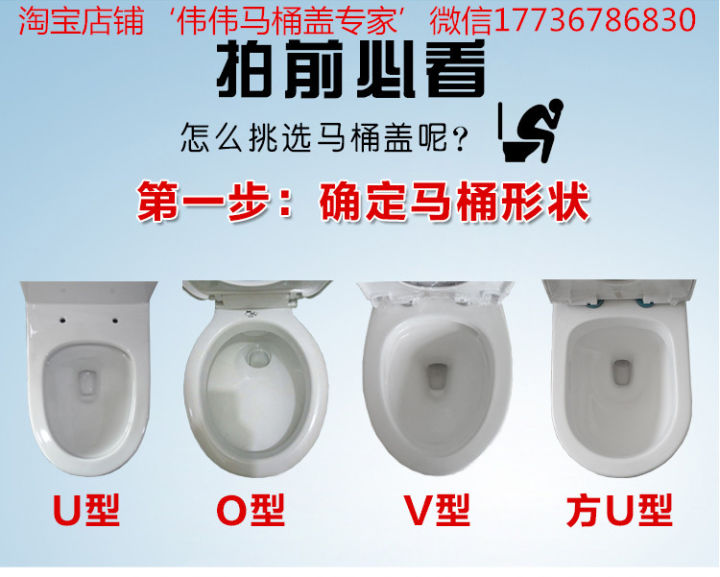 淘宝店铺‘伟伟马桶盖专家’微信17736786830
拍前必看
怎么挑选马桶盖呢?
第一步：确定马桶形状
U型 O型 V型 方U型